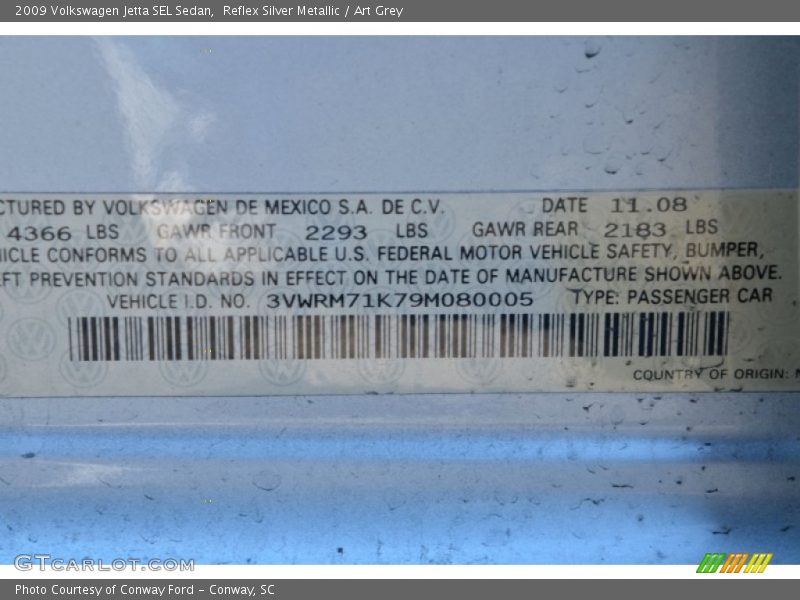 2009 Volkswagen Jetta SEL Sedan,  Reflex Silver Metallic / Art Grey
CTURED BY VOLKSWAGEN DE MEXICO S.A. DE C.V. DATE 11.08
4366 LBS GAWR FRONT 2293 LBS GAWR REAR 2183 LBS
HICLE CONFORMS TO ALL APPLICABLE U.S. FEDERAL MOTOR VEHICLE SAFETY, BUMPER,
EFT PREVENTION STANDARDS IN EFFECT ON THE DATE OF MANUFACTURE SHOWN ABOVE.
VEHICLE I.D. NO. 3VWRM71K79M080005 TYPE: PASSENGER CAR
COUNTRY OF ORIGIN:
GTCARLOT.COM
Photo Courtesy of Conway Ford – Conway, SC